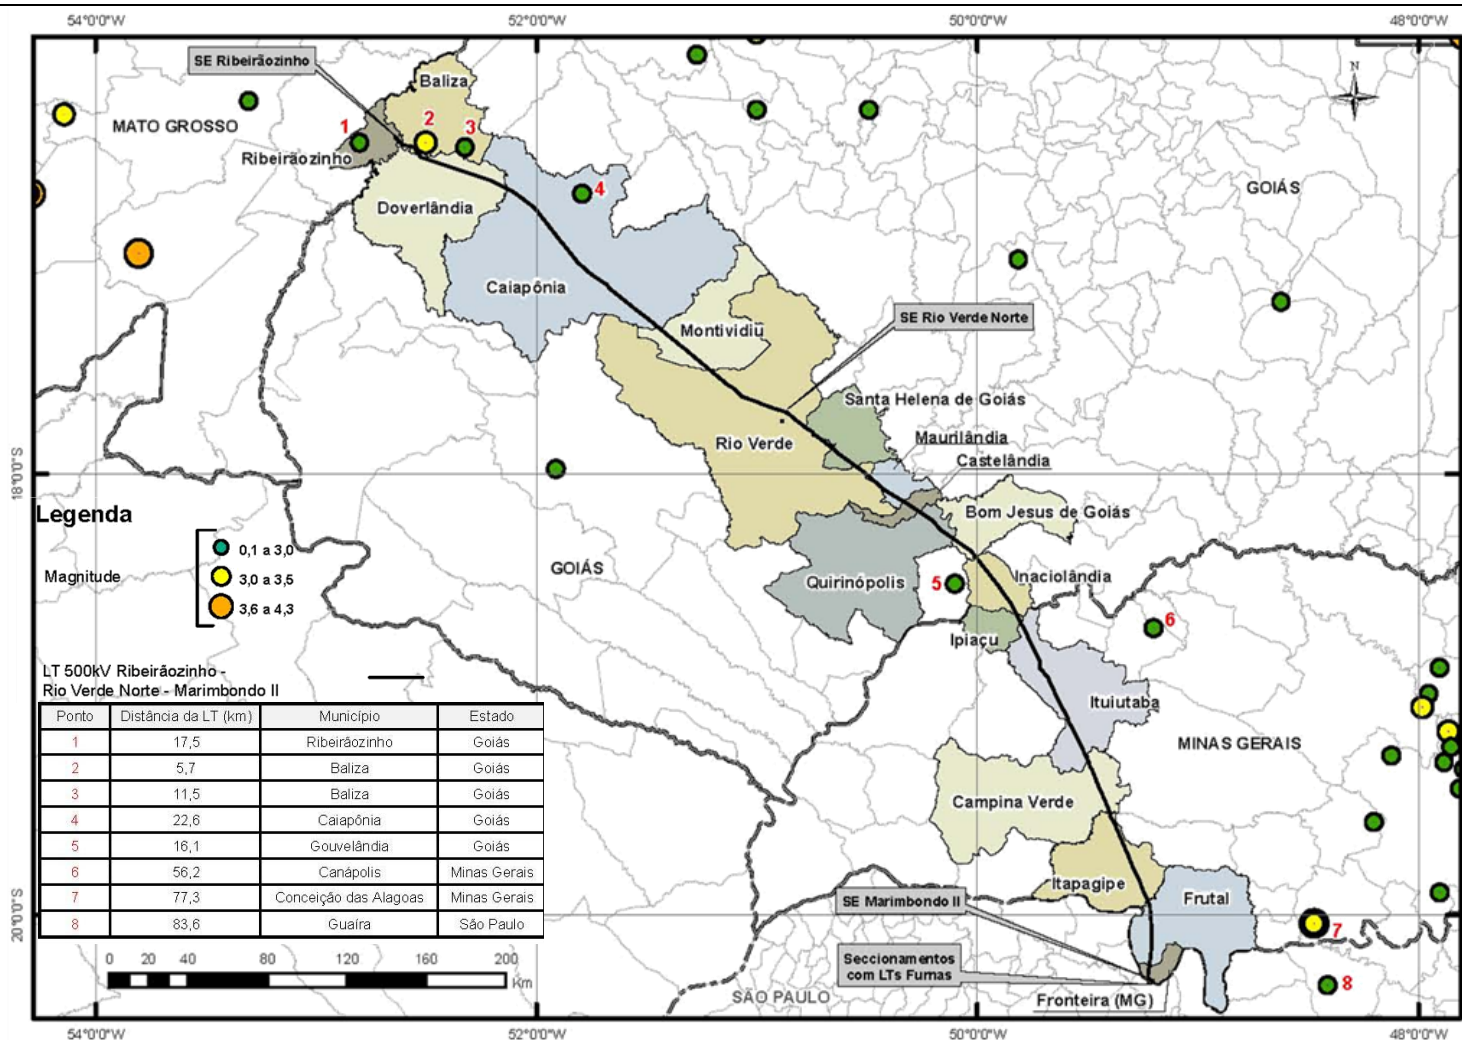 54°0'0"W
52°0'0"W
50°0'0"W
48°0'0"W
SE Ribeirãozinho
Baliza
N
MATO GROSSO
1
2
3
Ribeirãozinho
4
GOIÁS
Doverlândia
Caiapônia
SE Rio Verde Norte
Montividiu
Santa Helena de Goiás
Rio Verde
Maurilândia
Castelândia
18°0'0"S
Legenda
Bom Jesus de Goiás
0,1 a 3,0
Magnitude
3,0 a 3,5
3,6 a 4,3
GOIÁS
Quirinópolis
5
Inaciolândia
6
Ipiaçu
LT 500kV Ribeirãozinho -
Rio Verde Norte - Marimbondo II
Ituiutaba
MINAS GERAIS
Ponto Distância da LT (km) Município Estado
1 17,5 Ribeirãozinho Goiás
2 5,7 Baliza Goiás
3 11,5 Baliza Goiás
4 22,6 Caiapônia Goiás
5 16,1 Gouvelândia Goiás
6 56,2 Canápolis Minas Gerais
7 77,3 Conceição das Alagoas Minas Gerais
8 83,6 Guaíra São Paulo
Campina Verde
Itapagipe
Frutal
SE Marimbondo II
20°0'0"S
7
Seccionamentos
com LTs Furnas
8
0 20 40 80 120 160 200
Km
SÃO PAULO
Fronteira (MG)
54°0'0"W
52°0'0"W
50°0'0"W
48°0'0"W